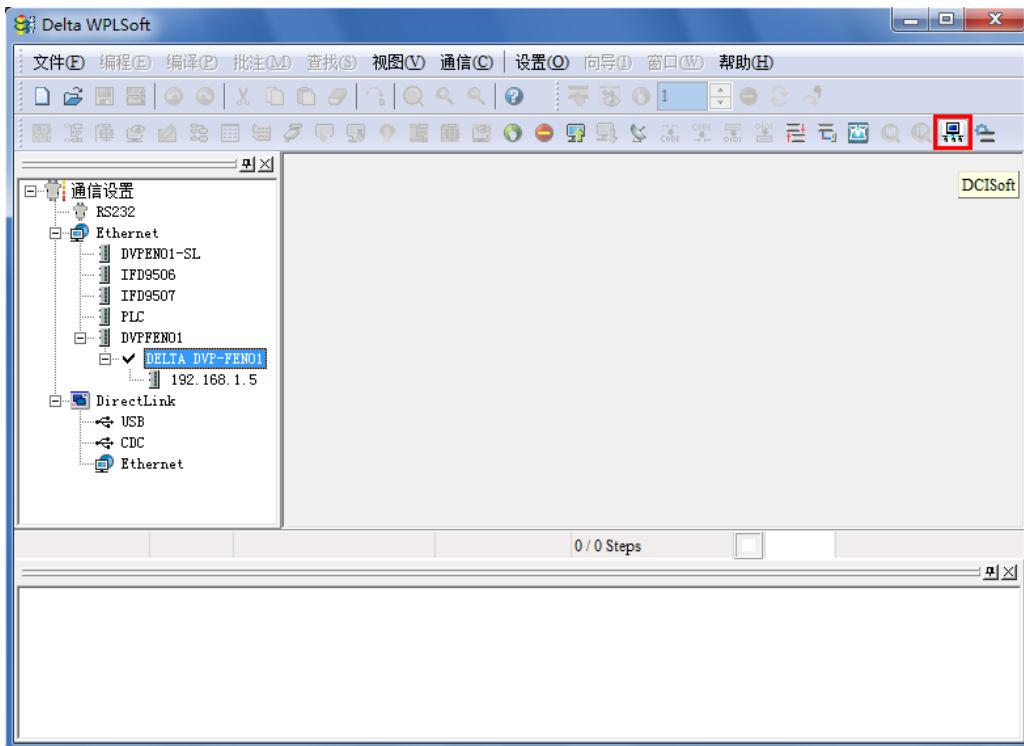 Delta WPLSoft
文件(F) 编程(E) 编译(P) 批注(M) 查找(S) 视图(V) 通信(C) 设置(O) 向导(I) 窗口(W) 帮助(H)
1
DCISoft
通信设置
RS232
Ethernet
DVPEN01-SL
IFD9506
IFD9507
PLC
DVPFEN01
DELTA DVP-FEN01
192.168.1.5
DirectLink
USB
CDC
Ethernet
0 / 0 Steps